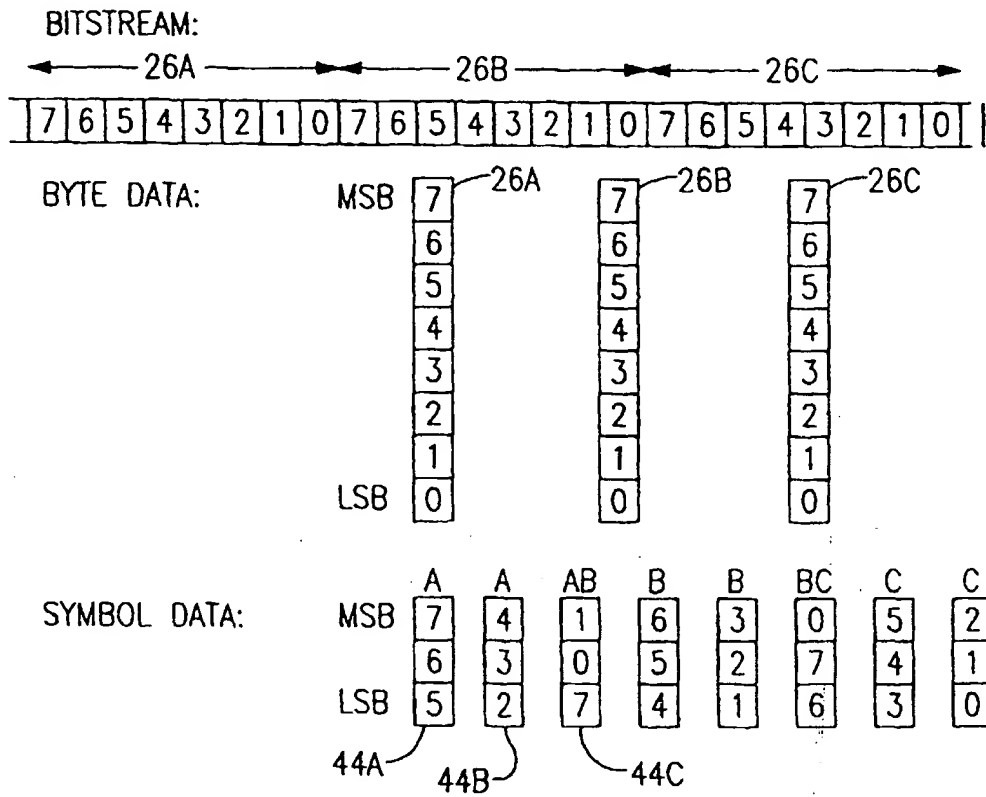 BITSTREAM:
26A 26B 26C
7 6 5 4 3 2 1 0 7 6 5 4 3 2 1 0 7 6 5 4 3 2 1 0
BYTE DATA: MSB 7 26A 7 26B 7 26C
6 6 6
5 5 5
4 4 4
3 3 3
2 2 2
1 1 1
LSB 0 0 0
A A AB B B BC C C
SYMBOL DATA: MSB 7 4 1 6 3 0 5 2
6 3 0 5 2 7 4 1
LSB 5 2 7 4 1 6 3 0
44A 44B 44C